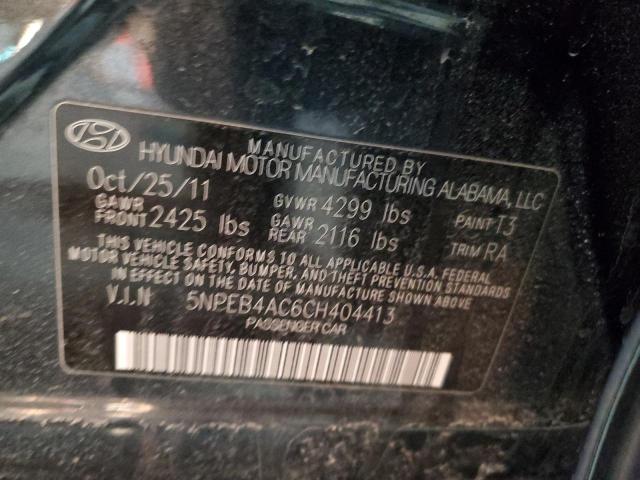 MANUFACTURED BY
HYUNDAI MOTOR MANUFACTURING ALABAMA, LLC
Oct/25/11 GVWR 4299 lbs PAINT T3
GAWR FRONT 2425 lbs GAWR REAR 2116 lbs TRIM RA
THIS VEHICLE CONFORMS TO ALL APPLICABLE U.S.A. FEDERAL
MOTOR VEHICLE SAFETY, BUMPER, AND THEFT PREVENTION STANDARDS
IN EFFECT ON THE DATE OF MANUFACTURE SHOWN ABOVE.
V.I.N 5NPEB4AC6CH404413
PASSENGER CAR